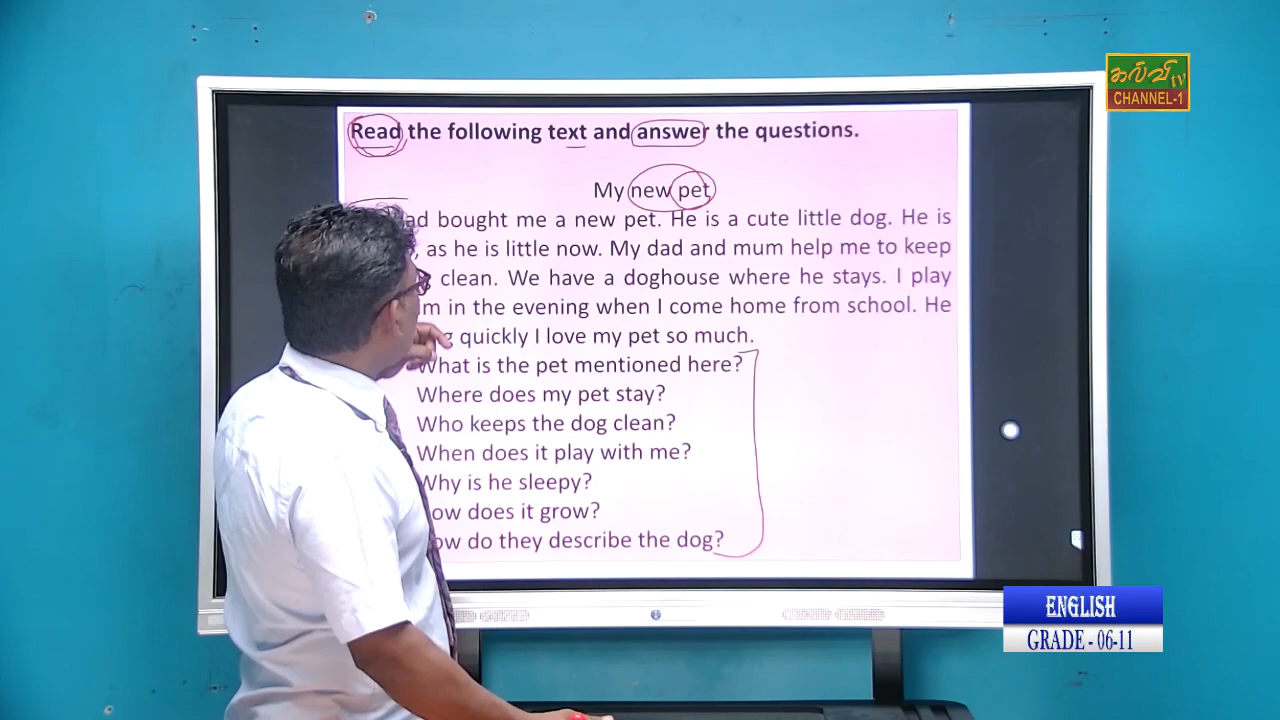 கல்வி TV
CHANNEL-1
Read the following text and answer the questions.
My new pet
bought me a new pet. He is a cute little dog. He is
, as he is little now. My dad and mum help me to keep
clean. We have a doghouse where he stays. I play
in the evening when I come home from school. He
quickly I love my pet so much.
What is the pet mentioned here?
Where does my pet stay?
Who keeps the dog clean?
When does it play with me?
Why is he sleepy?
How does it grow?
How do they describe the dog?
ENGLISH
GRADE - 06-11